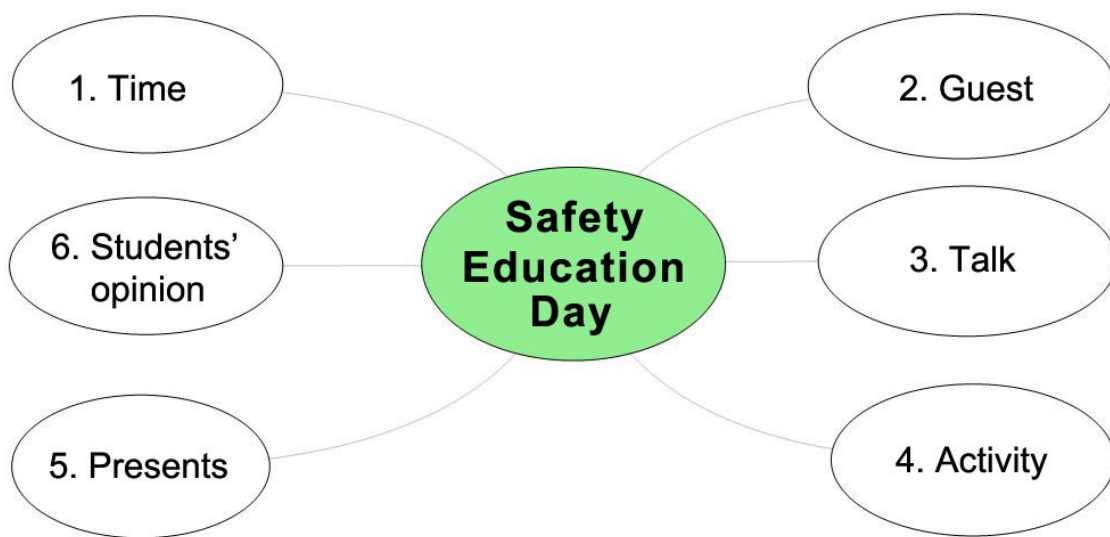 1. Time
2. Guest
Safety
Education
Day
6. Students’
opinion
3. Talk
5. Presents
4. Activity